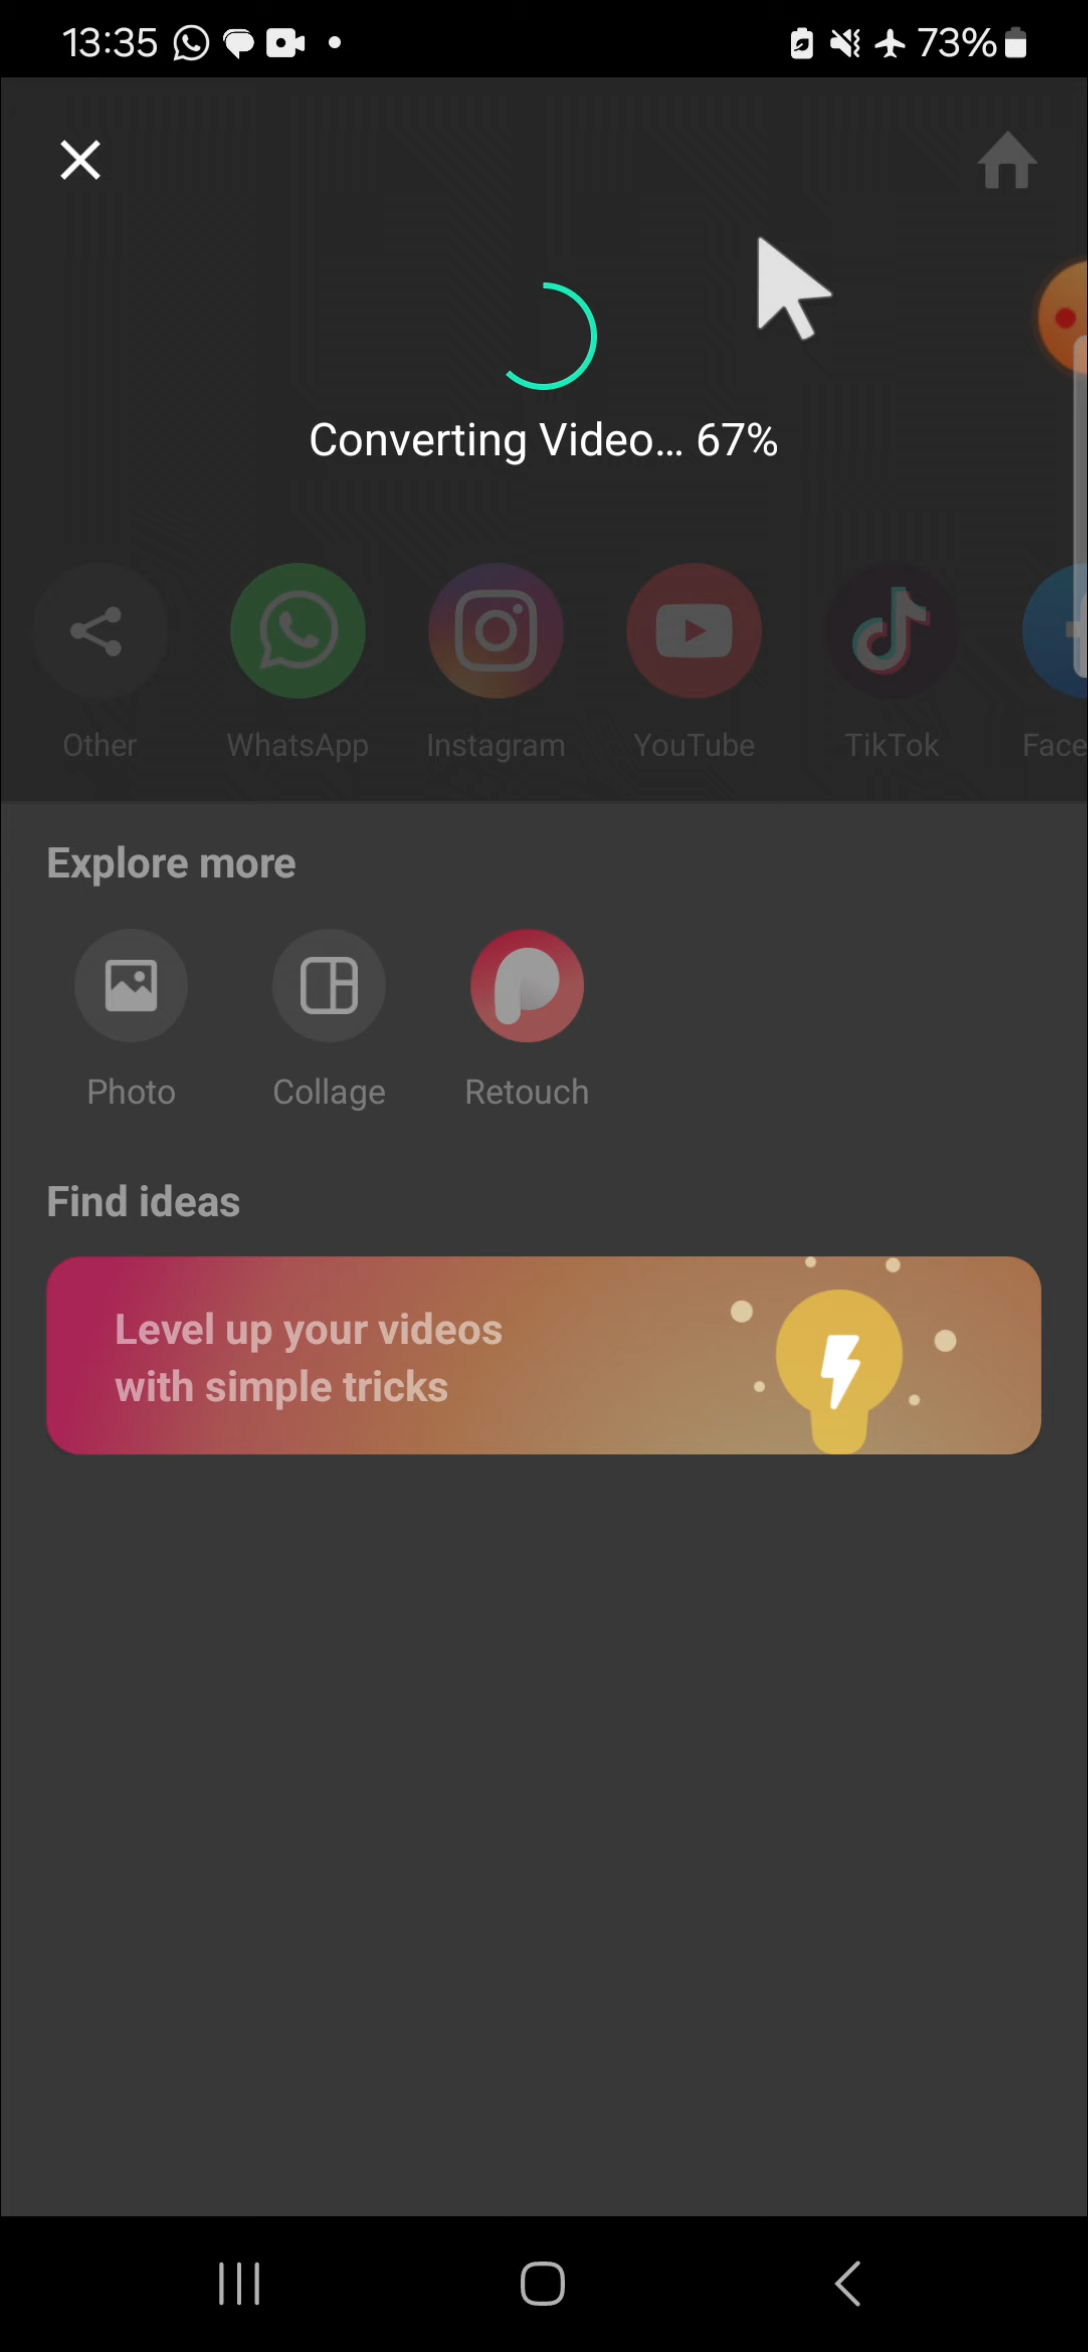 13:35
73%
Converting Video... 67%
Other WhatsApp Instagram YouTube TikTok Face
Explore more
Photo Collage Retouch
Find ideas
Level up your videos
with simple tricks